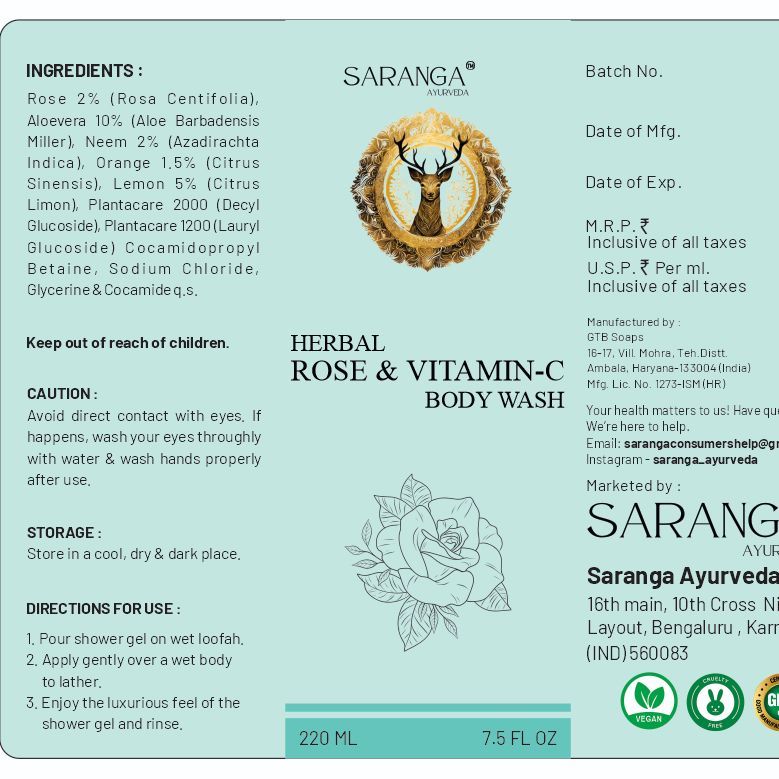 INGREDIENTS :
Rose 2% (Rosa Centifolia),
Aloevera 10% (Aloe Barbadensis
Miller), Neem 2% (Azadirachta
Indica), Orange 1.5% (Citrus
Sinensis), Lemon 5% (Citrus
Limon), Plantacare 2000 (Decyl
Glucoside), Plantacare 1200 (Lauryl
Glucoside) Cocamidopropyl
Betaine, Sodium Chloride,
Glycerine & Cocamide q.s.
Keep out of reach of children.
CAUTION :
Avoid direct contact with eyes. If
happens, wash your eyes throughly
with water & wash hands properly
after use.
STORAGE :
Store in a cool, dry & dark place.
DIRECTIONS FOR USE :
1. Pour shower gel on wet loofah.
2. Apply gently over a wet body
to lather.
3. Enjoy the luxurious feel of the
shower gel and rinse.
SARANGA™
AYURVEDA
HERBAL
ROSE & VITAMIN-C
BODY WASH
220 ML 7.5 FL OZ
Batch No.
Date of Mfg.
Date of Exp.
M.R.P. ₹
Inclusive of all taxes
U.S.P. ₹ Per ml.
Inclusive of all taxes
Manufactured by :
GTB Soaps
16-17, Vill. Mohra, Teh.Distt.
Ambala, Haryana-133004 (India)
Mfg. Lic. No. 1273-ISM (HR)
Your health matters to us! Have que
We're here to help.
Email: sarangaconsumershelp@gm
Instagram - saranga_ayurveda
Marketed by :
SARANG
AYUR
Saranga Ayurveda
16th main, 10th Cross Ni
Layout, Bengaluru , Karn
(IND) 560083
VEGAN
CRUELTY
FREE